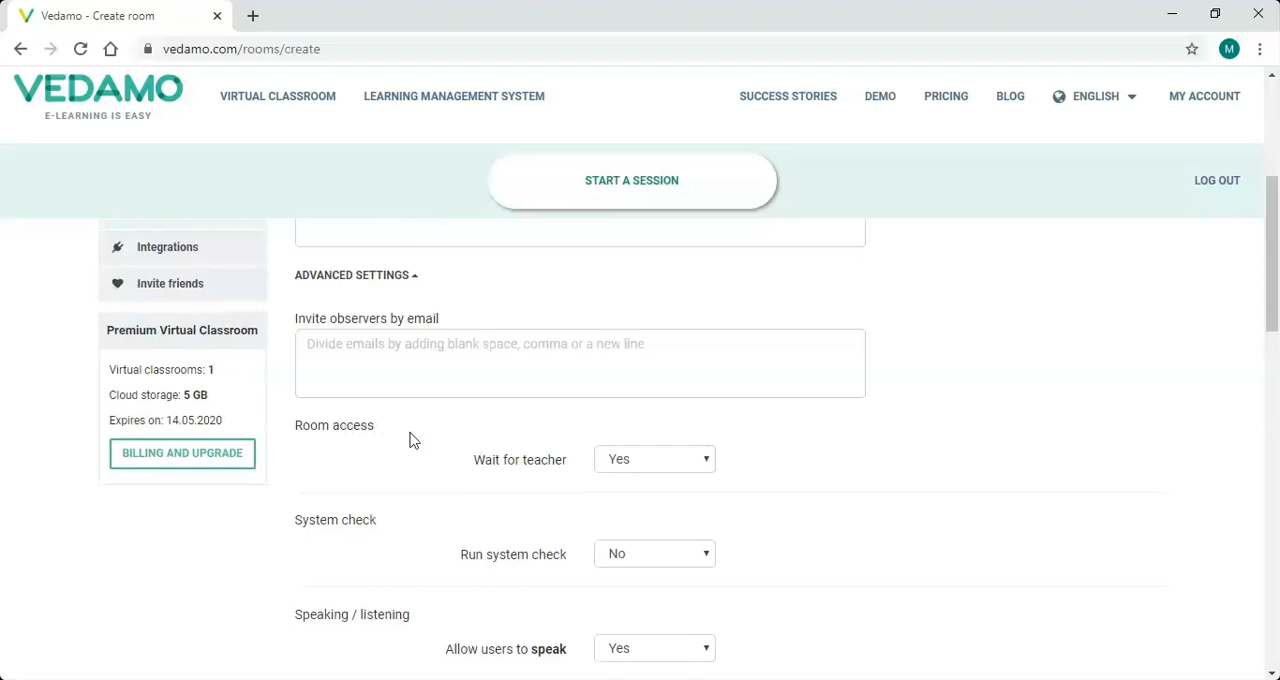 Vedamo - Create room
vedamo.com/rooms/create
M
VEDAMO
E-LEARNING IS EASY
VIRTUAL CLASSROOM
LEARNING MANAGEMENT SYSTEM
SUCCESS STORIES
DEMO
PRICING
BLOG
ENGLISH
MY ACCOUNT
START A SESSION
LOG OUT
Integrations
Invite friends
Premium Virtual Classroom
Virtual classrooms: 1
Cloud storage: 5 GB
Expires on: 14.05.2020
BILLING AND UPGRADE
ADVANCED SETTINGS
Invite observers by email
Divide emails by adding blank space, comma or a new line
Room access
Wait for teacher Yes
System check
Run system check No
Speaking / listening
Allow users to speak Yes